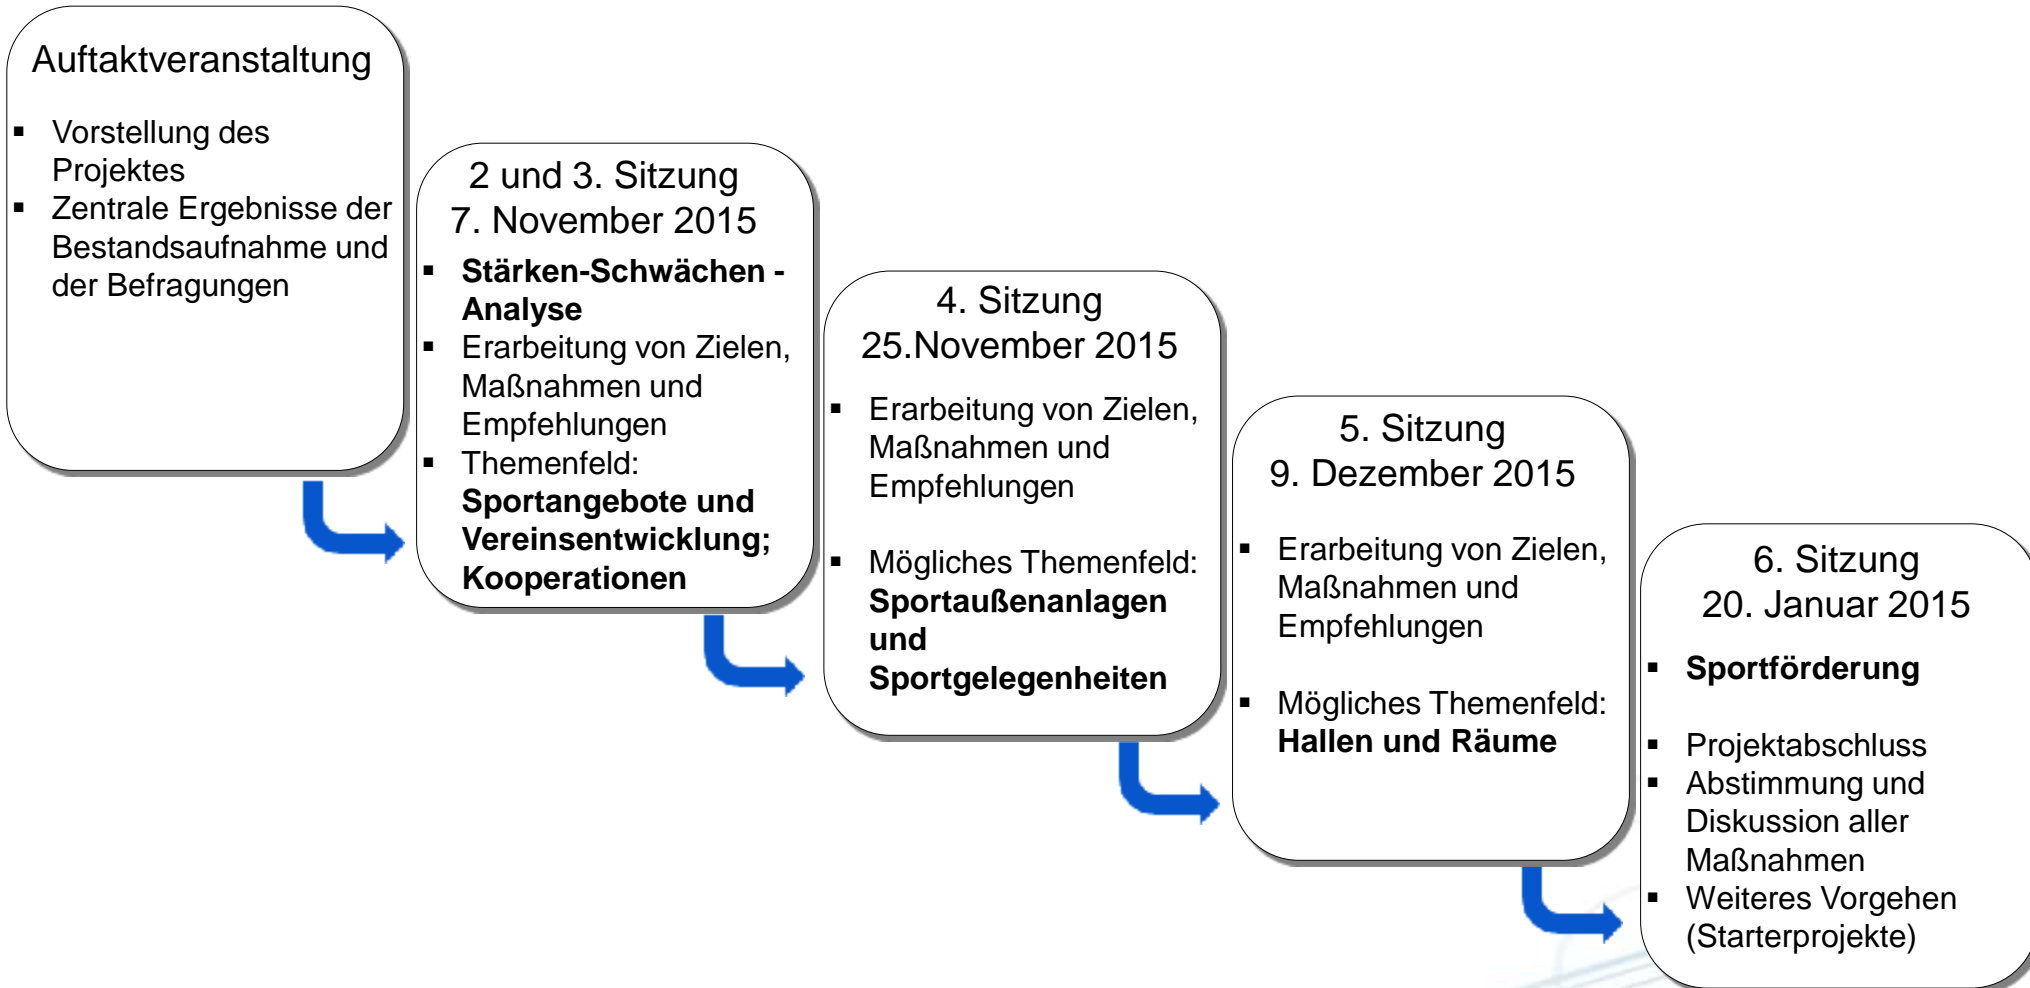 Auftaktveranstaltung
▪ Vorstellung des
Projektes
▪ Zentrale Ergebnisse der
Bestandsaufnahme und
der Befragungen
2 und 3. Sitzung
7. November 2015
▪ Stärken-Schwächen -
Analyse
▪ Erarbeitung von Zielen,
Maßnahmen und
Empfehlungen
▪ Themenfeld:
Sportangebote und
Vereinsentwicklung;
Kooperationen
4. Sitzung
25.November 2015
▪ Erarbeitung von Zielen,
Maßnahmen und
Empfehlungen
▪ Mögliches Themenfeld:
Sportaußenanlagen
und
Sportgelegenheiten
5. Sitzung
9. Dezember 2015
▪ Erarbeitung von Zielen,
Maßnahmen und
Empfehlungen
▪ Mögliches Themenfeld:
Hallen und Räume
6. Sitzung
20. Januar 2015
▪ Sportförderung
▪ Projektabschluss
▪ Abstimmung und
Diskussion aller
Maßnahmen
▪ Weiteres Vorgehen
(Starterprojekte)